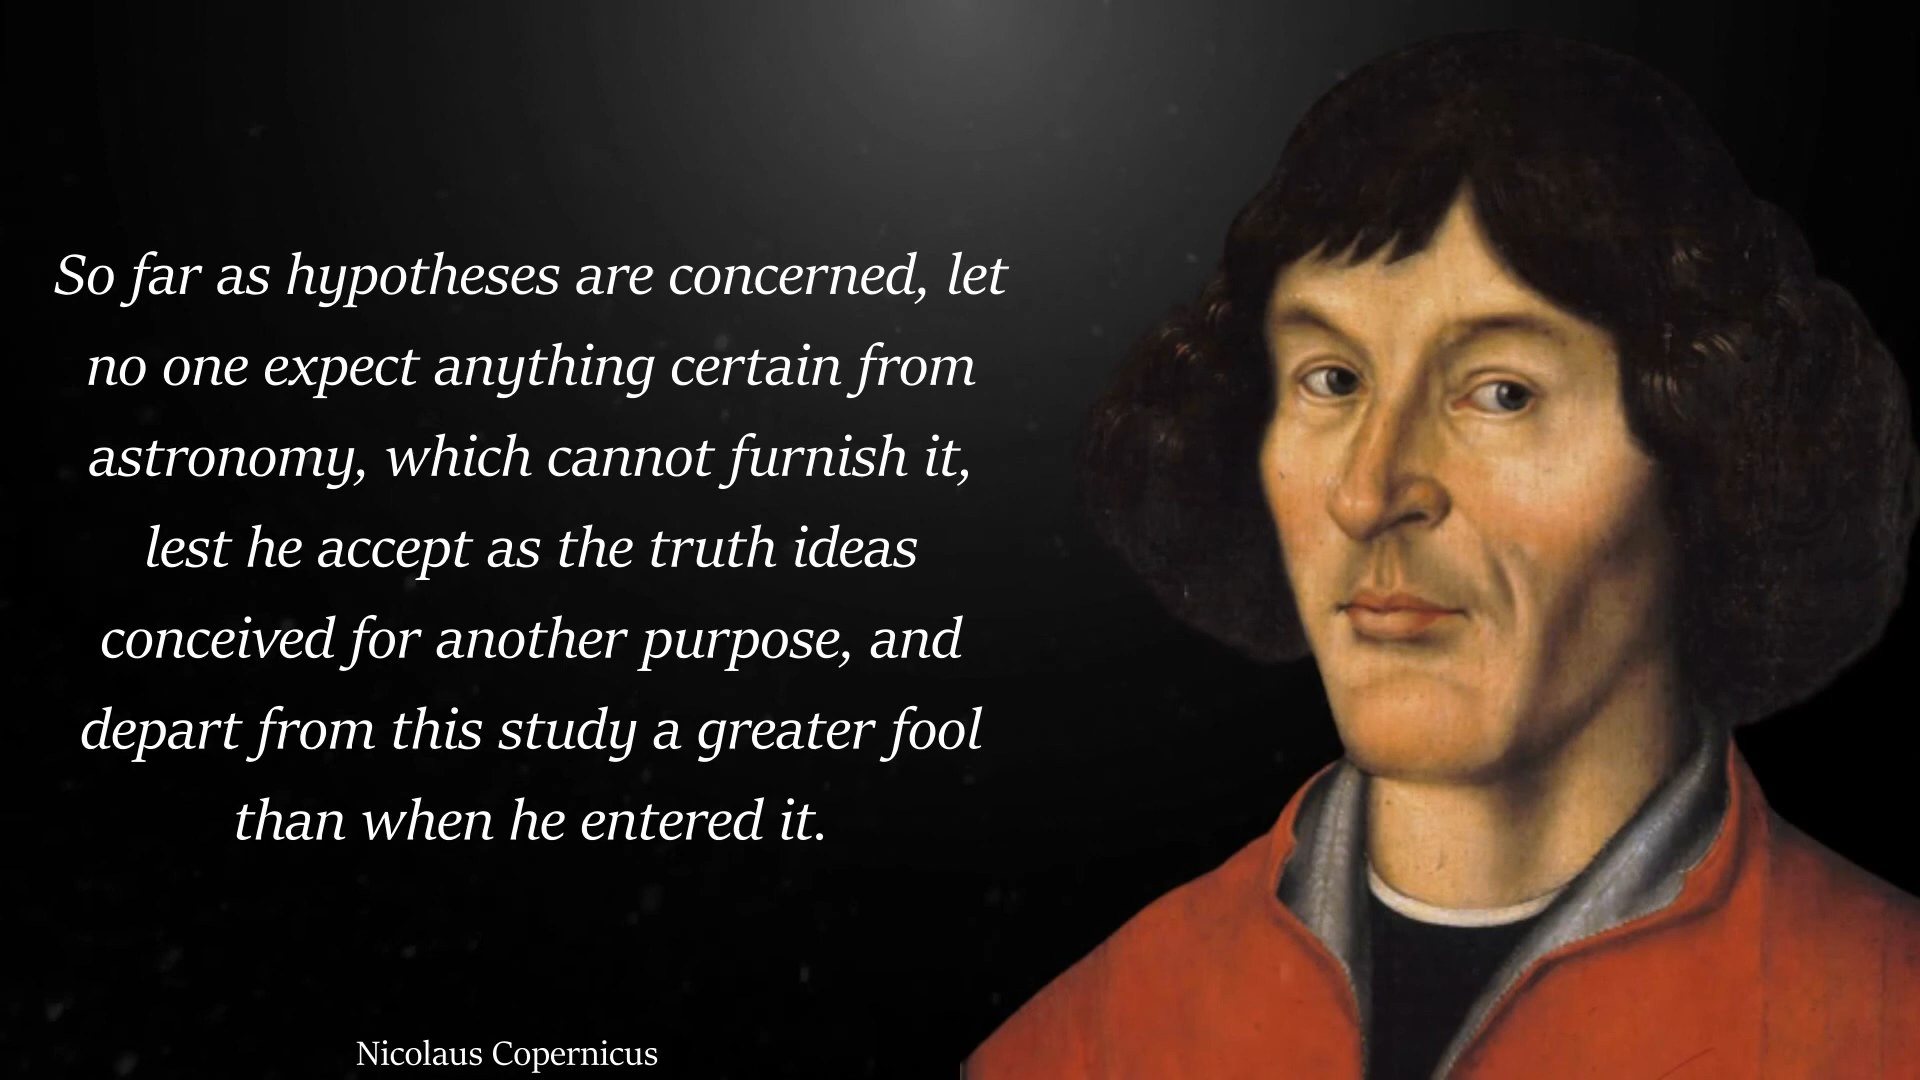 So far as hypotheses are concerned, let
no one expect anything certain from
astronomy, which cannot furnish it,
lest he accept as the truth ideas
conceived for another purpose, and
depart from this study a greater fool
than when he entered it.
Nicolaus Copernicus